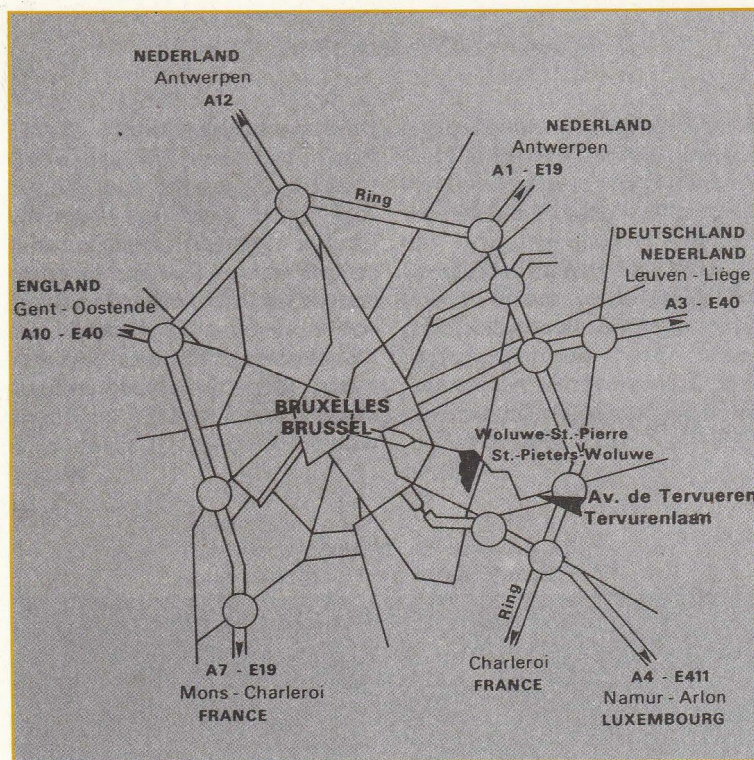 NEDERLAND
Antwerpen
A12
NEDERLAND
Antwerpen
A1 - E19
Ring
DEUTSCHLAND
NEDERLAND
Leuven - Liège
A3 - E40
ENGLAND
Gent - Oostende
A10 - E40
BRUXELLES
BRUSSEL
Woluwe-St.-Pierre
St.-Pieters-Woluwe
Av. de Tervueren
Tervurenlaan
Ring
A7 - E19
Mons - Charleroi
FRANCE
Charleroi
FRANCE
A4 - E411
Namur - Arlon
LUXEMBOURG